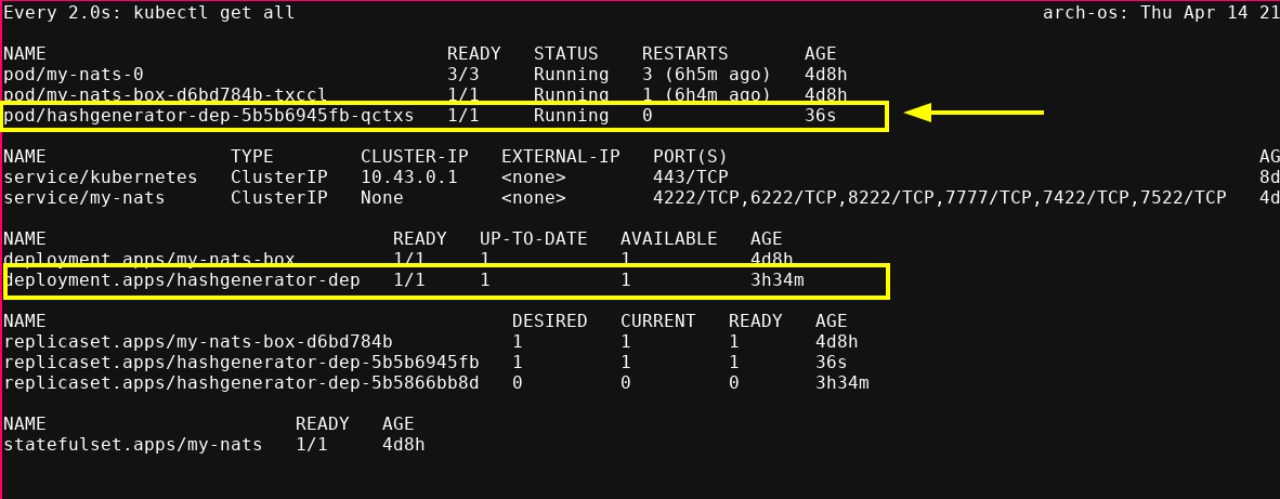 Every 2.0s: kubectl get all arch-os: Thu Apr 14 21
NAME READY STATUS RESTARTS AGE
pod/my-nats-0 3/3 Running 3 (6h5m ago) 4d8h
pod/my-nats-box-d6bd784b-txccl 1/1 Running 1 (6h4m ago) 4d8h
pod/hashgenerator-dep-5b5b6945fb-qctxs 1/1 Running 0 36s
NAME TYPE CLUSTER-IP EXTERNAL-IP PORT(S) AG
service/kubernetes ClusterIP 10.43.0.1 <none> 443/TCP 8d
service/my-nats ClusterIP None <none> 4222/TCP,6222/TCP,8222/TCP,7777/TCP,7422/TCP,7522/TCP 4d
NAME READY UP-TO-DATE AVAILABLE AGE
deployment.apps/my-nats-box 1/1 1 1 4d8h
deployment.apps/hashgenerator-dep 1/1 1 1 3h34m
NAME DESIRED CURRENT READY AGE
replicaset.apps/my-nats-box-d6bd784b 1 1 1 4d8h
replicaset.apps/hashgenerator-dep-5b5b6945fb 1 1 1 36s
replicaset.apps/hashgenerator-dep-5b5866bb8d 0 0 0 3h34m
NAME READY AGE
statefulset.apps/my-nats 1/1 4d8h